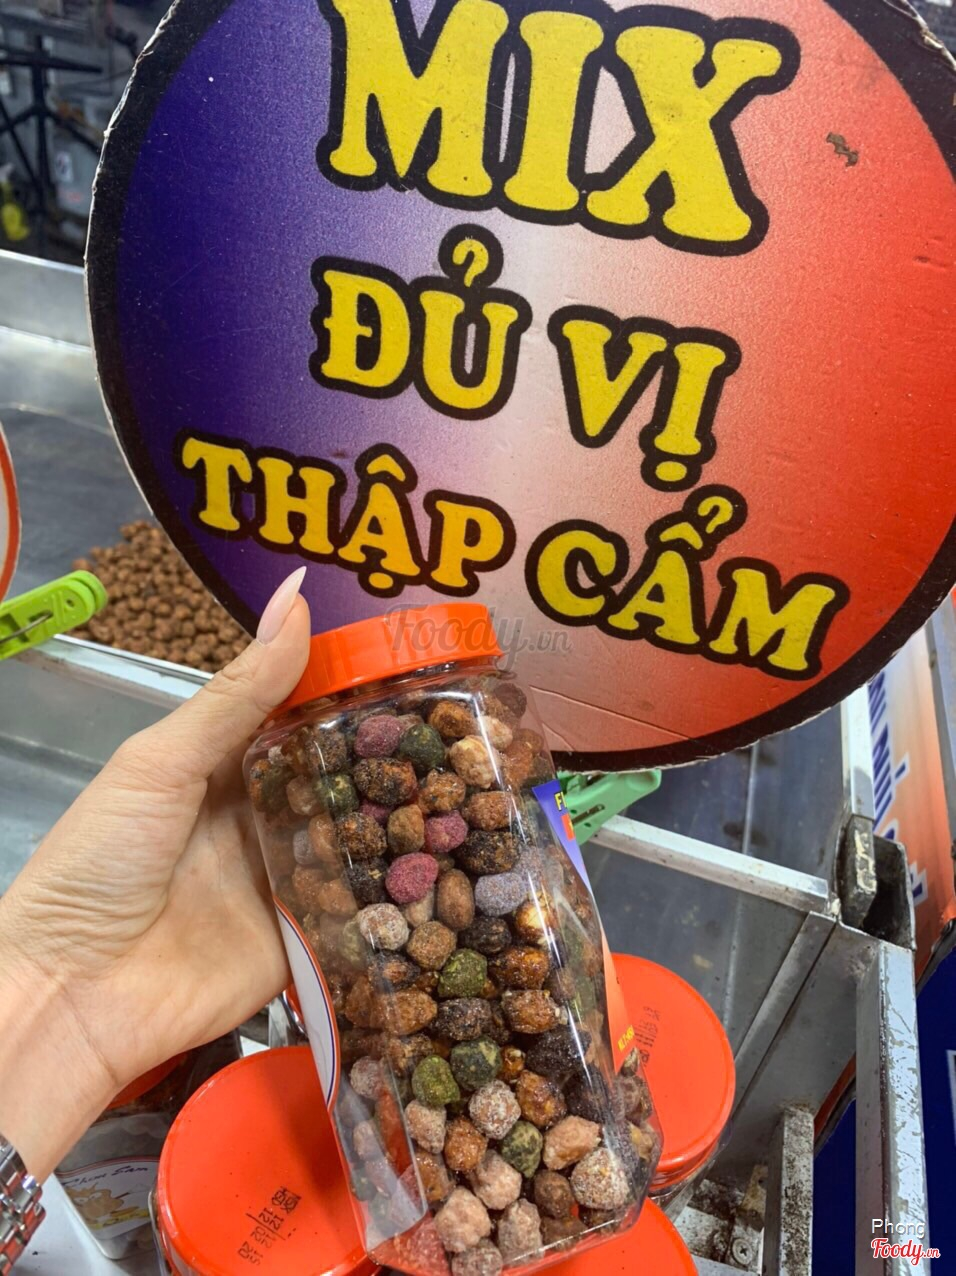 MIX
ĐỦ VỊ
THẬP CẨM
Foody.vn
Phong
Foody.vn